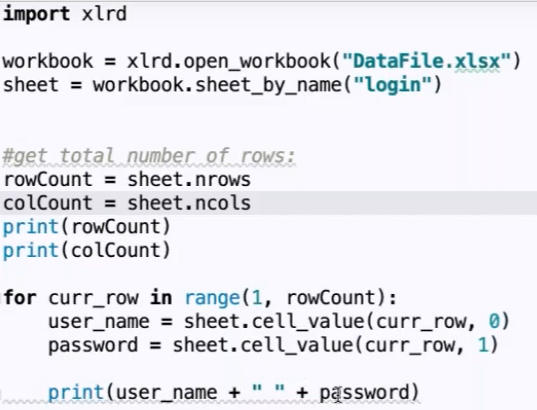 import xlrd
workbook = xlrd.open_workbook("DataFile.xlsx")
sheet = workbook.sheet_by_name("login")
#get total number of rows:
rowCount = sheet.nrows
colCount = sheet.ncols
print(rowCount)
print(colCount)
for curr_row in range(1, rowCount):
    user_name = sheet.cell_value(curr_row, 0)
    password = sheet.cell_value(curr_row, 1)
    print(user_name + " " + password)